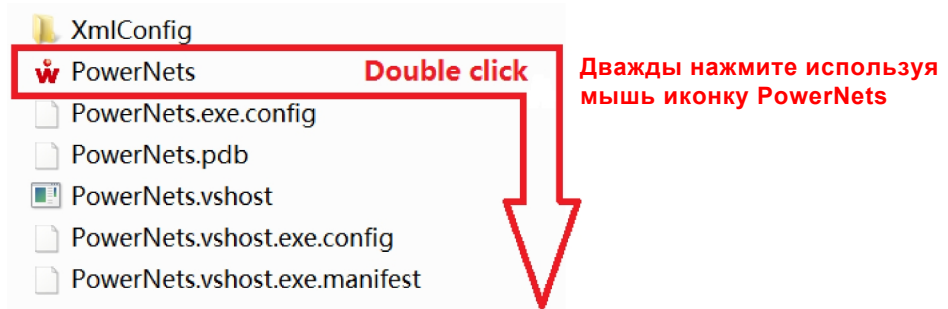 XmlConfig
PowerNets
Double click
Дважды нажмите используя
мышь иконку PowerNets
PowerNets.exe.config
PowerNets.pdb
PowerNets.vshost
PowerNets.vshost.exe.config
PowerNets.vshost.exe.manifest